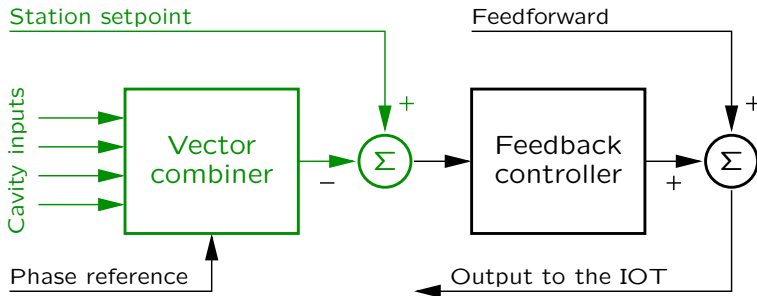 Station setpoint
Feedforward
+
+
Cavity inputs
Vector
combiner
−
Σ
Feedback
controller
+
Σ
Phase reference
Output to the IOT